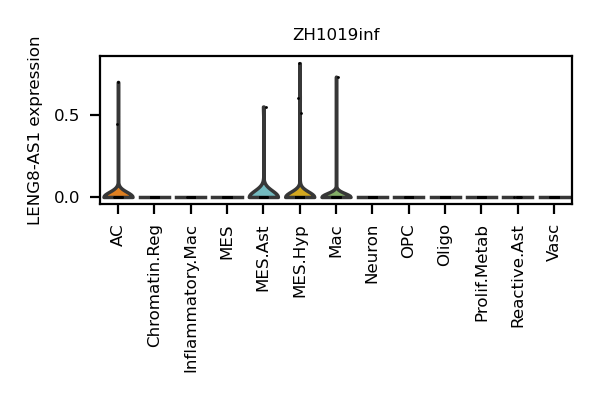 ZH1019inf
LENG8-AS1 expression
0.5
0.0
AC
Chromatin.Reg
Inflammatory.Mac
MES
MES.Ast
MES.Hyp
Mac
Neuron
OPC
Oligo
Prolif.Metab
Reactive.Ast
Vasc